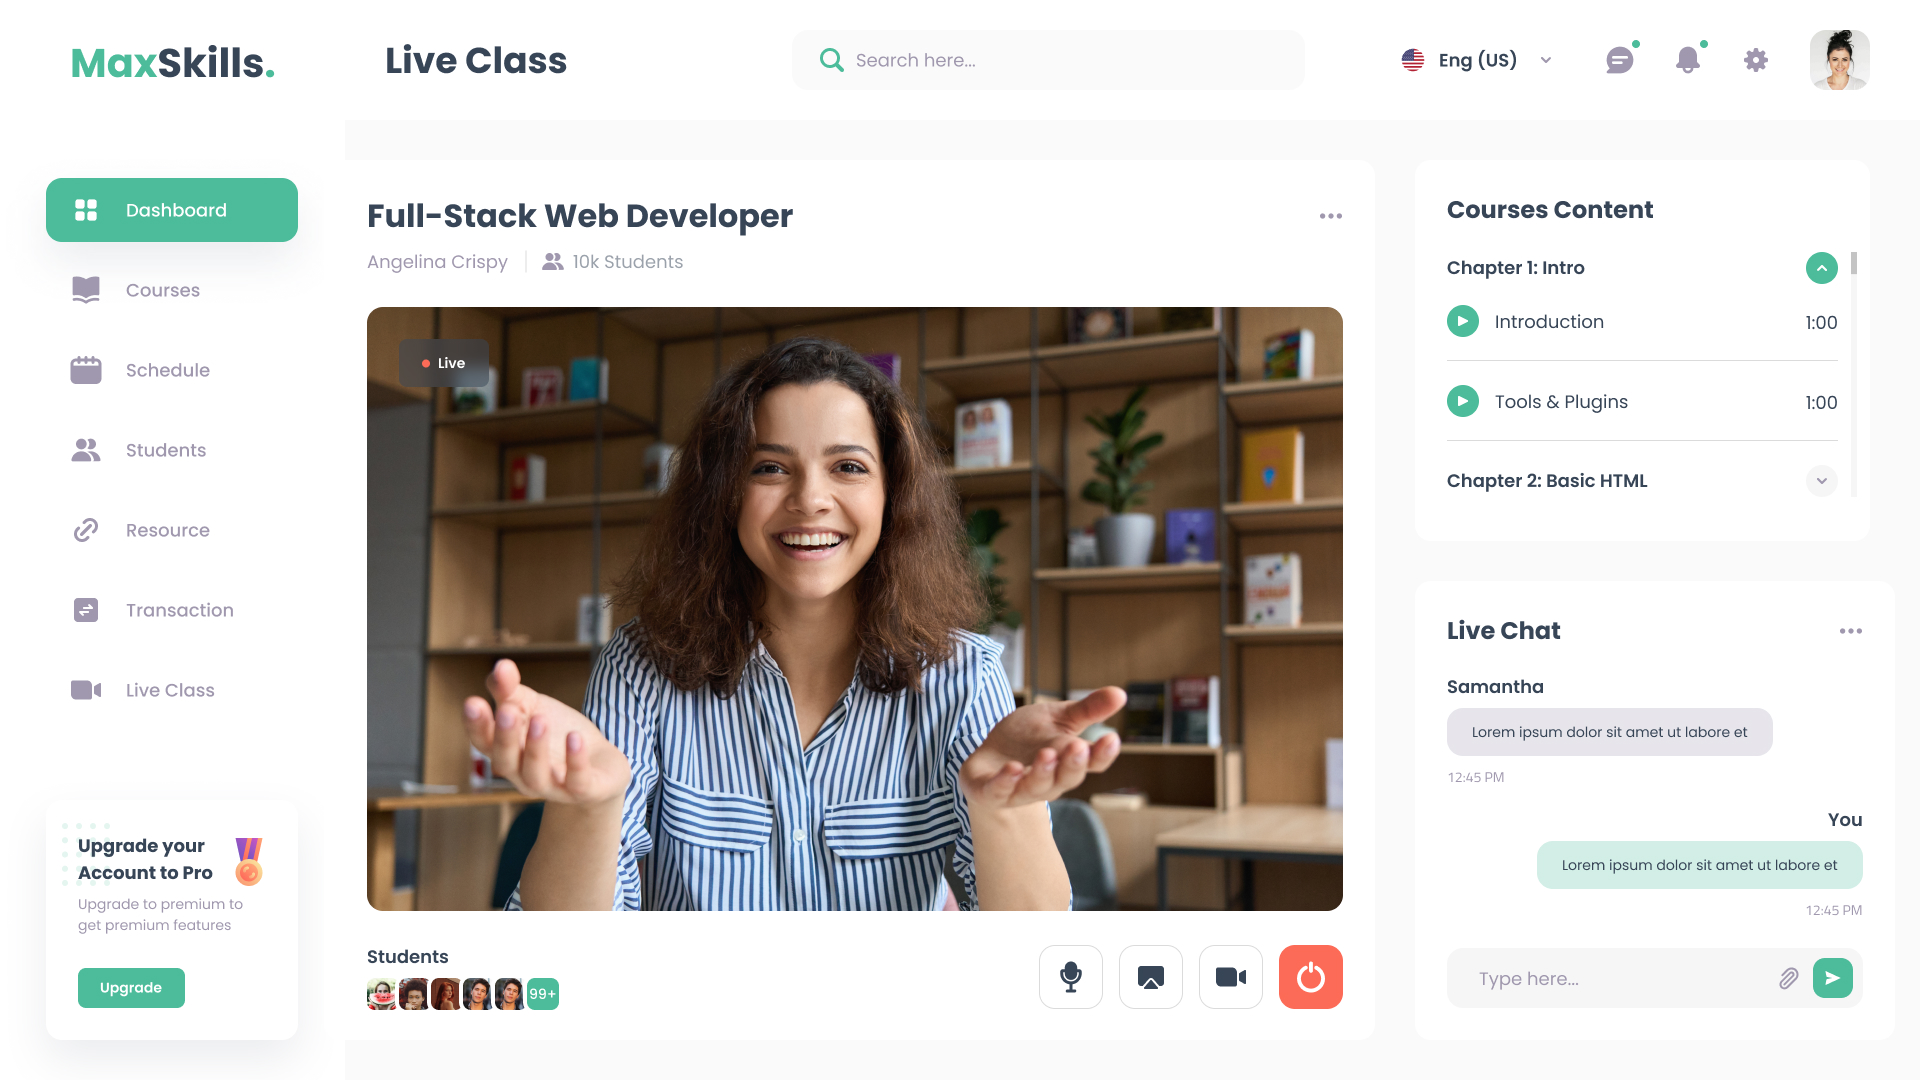 MaxSkills.
Live Class
Search here...
Eng (US)
Dashboard
Courses
Schedule
Students
Resource
Transaction
Live Class
Upgrade your
Account to Pro
Upgrade to premium to
get premium features
Upgrade
Full-Stack Web Developer
Angelina Crispy
10k Students
Live
Students
99+
Courses Content
Chapter 1: Intro
Introduction
1:00
Tools & Plugins
1:00
Chapter 2: Basic HTML
Live Chat
Samantha
Lorem ipsum dolor sit amet ut labore et
12:45 PM
You
Lorem ipsum dolor sit amet ut labore et
12:45 PM
Type here...